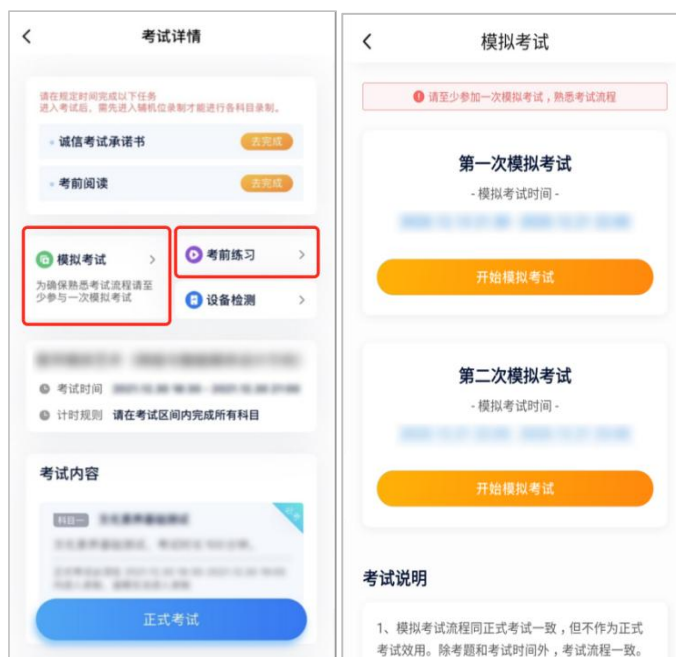 考试详情
请在规定时间完成以下任务
进入考试后，需先进入辅机位录制才能进行各科目录制。
诚信考试承诺书
去完成
考前阅读
去完成
模拟考试
为确保熟悉考试流程请至
少参与一次模拟考试
考前练习
设备检测
考试时间
计时规则 请在考试区间内完成所有科目
考试内容
科目一
正式考试
模拟考试
请至少参加一次模拟考试，熟悉考试流程
第一次模拟考试
- 模拟考试时间 -
开始模拟考试
第二次模拟考试
- 模拟考试时间 -
开始模拟考试
考试说明
1、模拟考试流程同正式考试一致，但不作为正式
考试效用。除考题和考试时间外，考试流程一致。